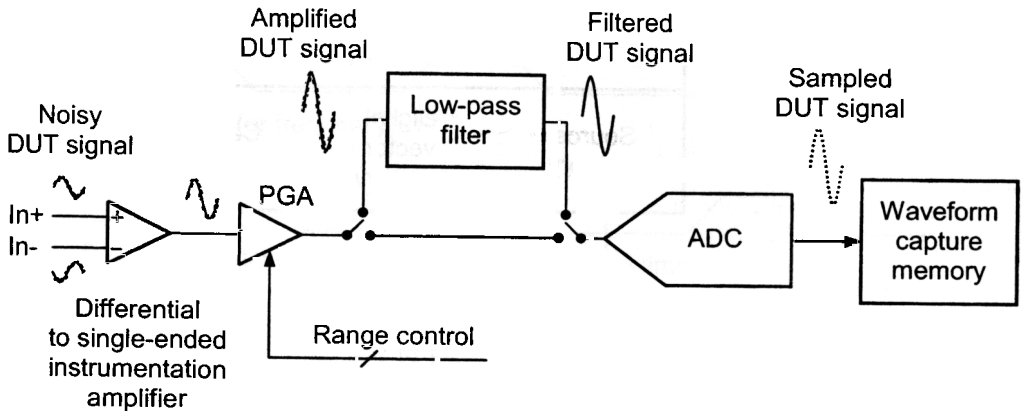 Amplified
DUT signal
Filtered
DUT signal
Low-pass
filter
Sampled
DUT signal
Noisy
DUT signal
PGA
In+
In-
+
−
ADC
Waveform
capture
memory
Differential
to single-ended
instrumentation
amplifier
Range control